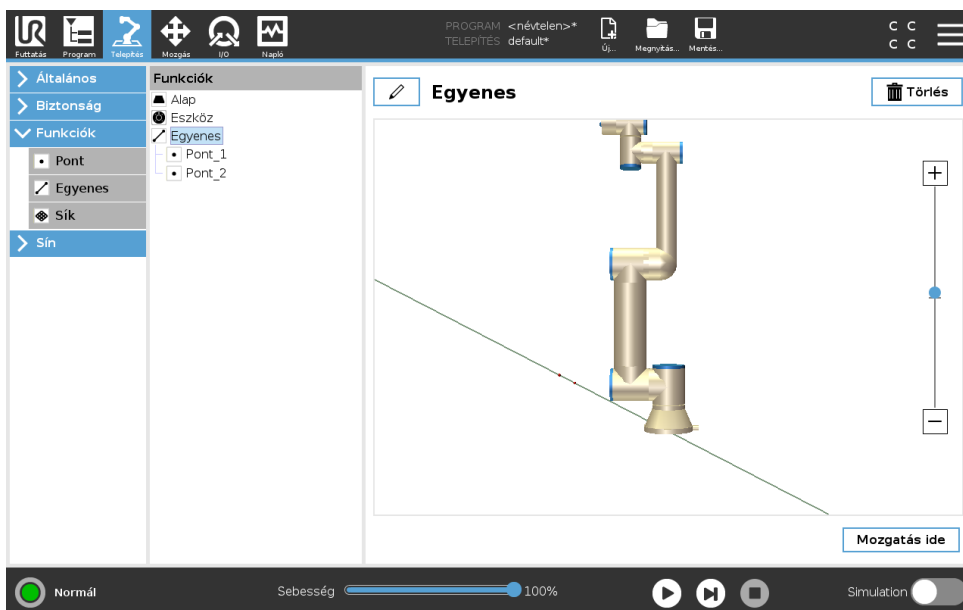 PROGRAM <névtelen>*
TELEPÍTÉS default*
Futtatás Program Telepítés Mozgás I/O Napló Új... Megnyitás... Mentés...
C C
C C
Általános
Biztonság
Funkciók
Pont
Egyenes
Sík
Sín
Funkciók
Alap
Eszköz
Egyenes
Pont_1
Pont_2
Egyenes
Törlés
Mozgatás ide
Normál
Sebesség
100%
Simulation